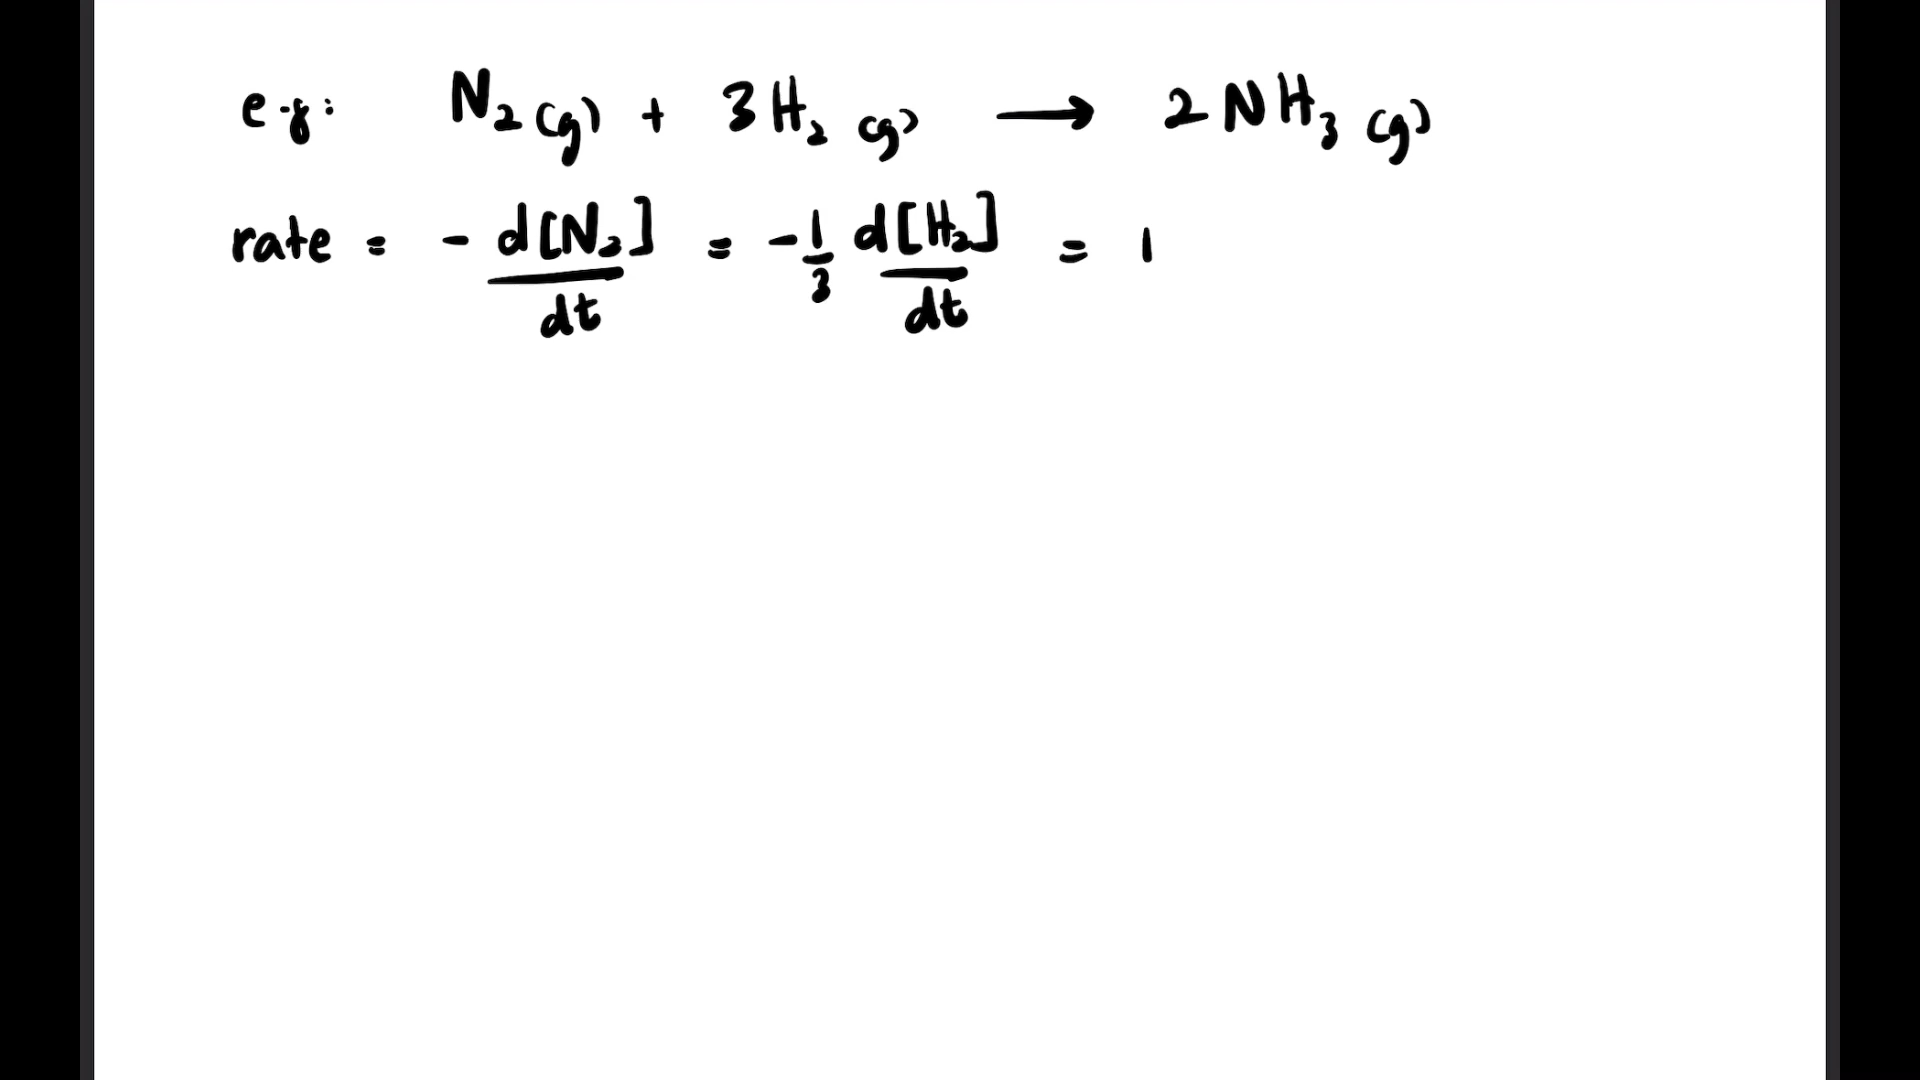 e.g: N₂(g) + 3H₂(g) → 2NH₃(g)
rate = - d[N₂]/dt = - 1/3 d[H₂]/dt = 1